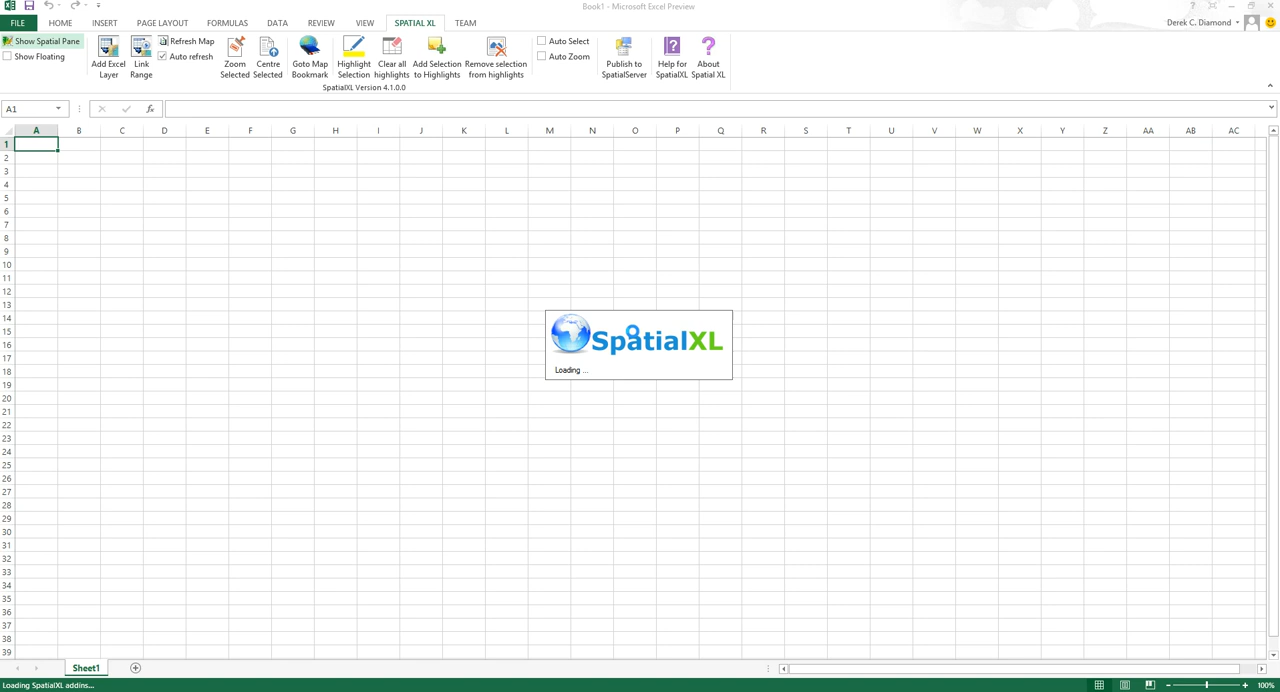 Book1 - Microsoft Excel Preview
FILE HOME INSERT PAGE LAYOUT FORMULAS DATA REVIEW VIEW SPATIAL XL TEAM
Derek C. Diamond
Show Spatial Pane
Show Floating
Add Excel Layer
Link Range
Refresh Map
Auto refresh
Zoom Selected
Centre Selected
Goto Map Bookmark
Highlight Selection
Clear all highlights
Add Selection to Highlights
Remove selection from highlights
Auto Select
Auto Zoom
Publish to SpatialServer
Help for SpatialXL
About Spatial XL
SpatialXL Version 4.1.0.0
A1
fx
A B C D E F G H I J K L M N O P Q R S T U V W X Y Z AA AB AC
1
2
3
4
5
6
7
8
9
10
11
12
13
14
15
16
17
18
19
20
21
22
23
24
25
26
27
28
29
30
31
32
33
34
35
36
37
38
39
SpatialXL
Loading ...
Sheet1
Loading SpatialXL addins...
100%